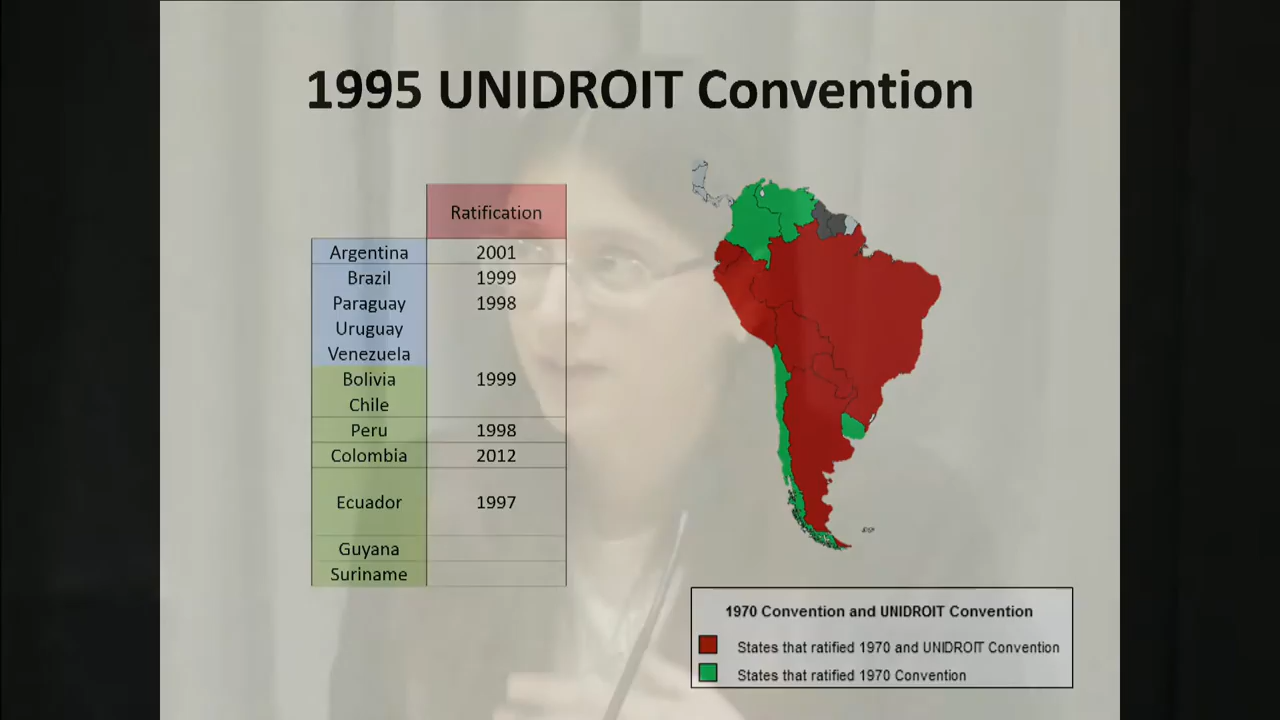 1995 UNIDROIT Convention
Ratification
Argentina 2001
Brazil 1999
Paraguay 1998
Uruguay
Venezuela
Bolivia 1999
Chile
Peru 1998
Colombia 2012
Ecuador 1997
Guyana
Suriname
1970 Convention and UNIDROIT Convention
States that ratified 1970 and UNIDROIT Convention
States that ratified 1970 Convention